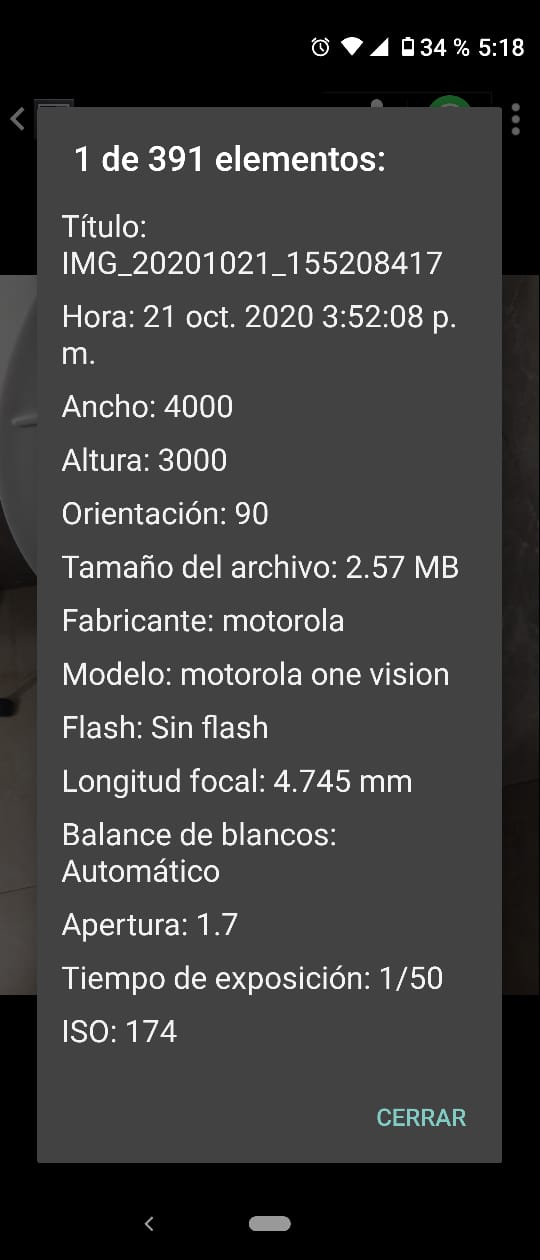 34 % 5:18
1 de 391 elementos:
Título:
IMG_20201021_155208417
Hora: 21 oct. 2020 3:52:08 p.
m.
Ancho: 4000
Altura: 3000
Orientación: 90
Tamaño del archivo: 2.57 MB
Fabricante: motorola
Modelo: motorola one vision
Flash: Sin flash
Longitud focal: 4.745 mm
Balance de blancos:
Automático
Apertura: 1.7
Tiempo de exposición: 1/50
ISO: 174
CERRAR